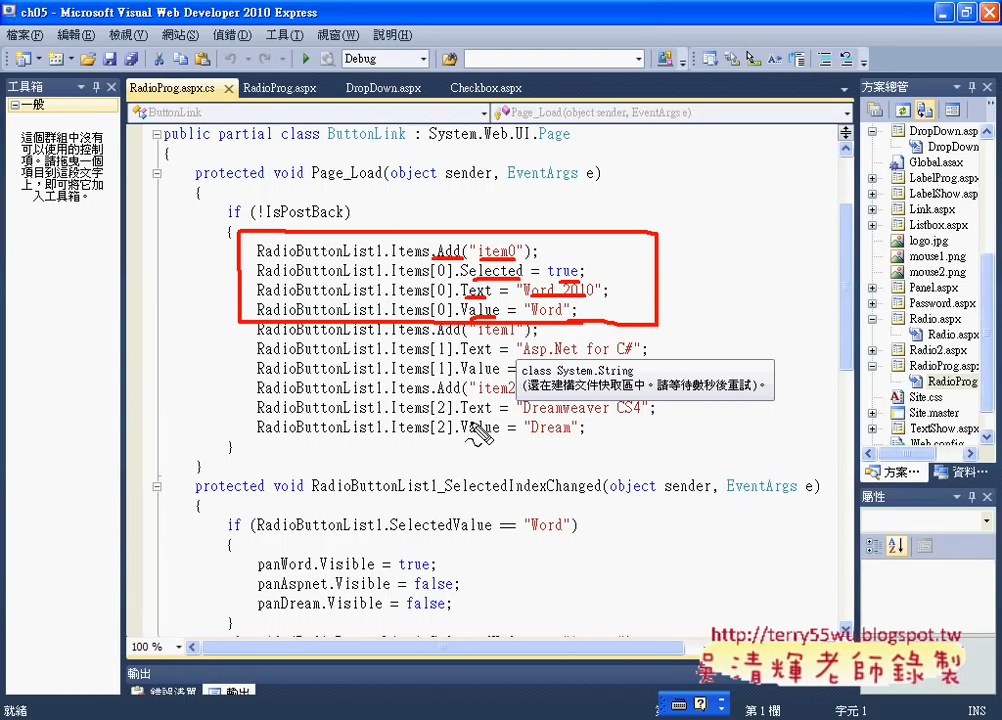 ch05 - Microsoft Visual Web Developer 2010 Express
檔案(F) 編輯(E) 檢視(V) 網站(S) 偵錯(D) 工具(T) 視窗(W) 說明(H)
Debug
工具箱
一般
這個群組中沒有
可以使用的控制
項。請拖曳一個
項目到這段文字
上，即可將它加
入工具箱。
RadioProg.aspx.cs RadioProg.aspx DropDown.aspx Checkbox.aspx
ButtonLink Page_Load(object sender, EventArgs e)
public partial class ButtonLink : System.Web.UI.Page
{
protected void Page_Load(object sender, EventArgs e)
{
if (!IsPostBack)
{
RadioButtonList1.Items.Add("item0");
RadioButtonList1.Items[0].Selected = true;
RadioButtonList1.Items[0].Text = "Word 2010";
RadioButtonList1.Items[0].Value = "Word";
RadioButtonList1.Items.Add("item1");
RadioButtonList1.Items[1].Text = "Asp.Net for C#";
RadioButtonList1.Items[1].Value =
class System.String
(還在建構文件快取區中。請等待數秒後重試)。
RadioButtonList1.Items.Add("item2
RadioButtonList1.Items[2].Text = "Dreamweaver CS4";
RadioButtonList1.Items[2].Value = "Dream";
}
}
protected void RadioButtonList1_SelectedIndexChanged(object sender, EventArgs e)
{
if (RadioButtonList1.SelectedValue == "Word")
{
panWord.Visible = true;
panAspnet.Visible = false;
panDream.Visible = false;
}
100 %
輸出
錯誤清單 輸出
方案總管
DropDown.asp
DropDown
Global.asax
LabelProg.aspx
LabelShow.asp
Link.aspx
Listbox.aspx
logo.jpg
mouse1.png
mouse2.png
Panel.aspx
Password.aspx
Radio.aspx
Radio.aspx
Radio2.aspx
RadioProg.aspx
RadioProg
Site.css
Site.master
TextShow.aspx
Web.config
方案… 資料…
屬性
http://terry55wu.blogspot.tw
吳清輝老師錄製
就緒 第 1 欄 字元 1 INS